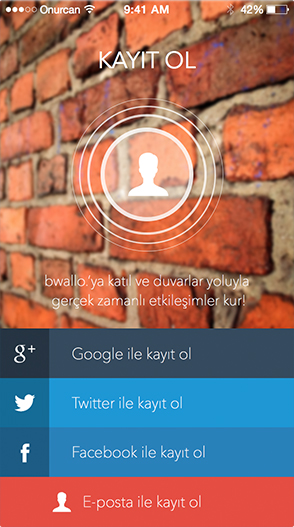 Onurcan 9:41 AM 42%
KAYIT OL
bwallo.'ya katıl ve duvarlar yoluyla
gerçek zamanlı etkileşimler kur!
g+ Google ile kayıt ol
Twitter ile kayıt ol
f Facebook ile kayıt ol
E-posta ile kayıt ol